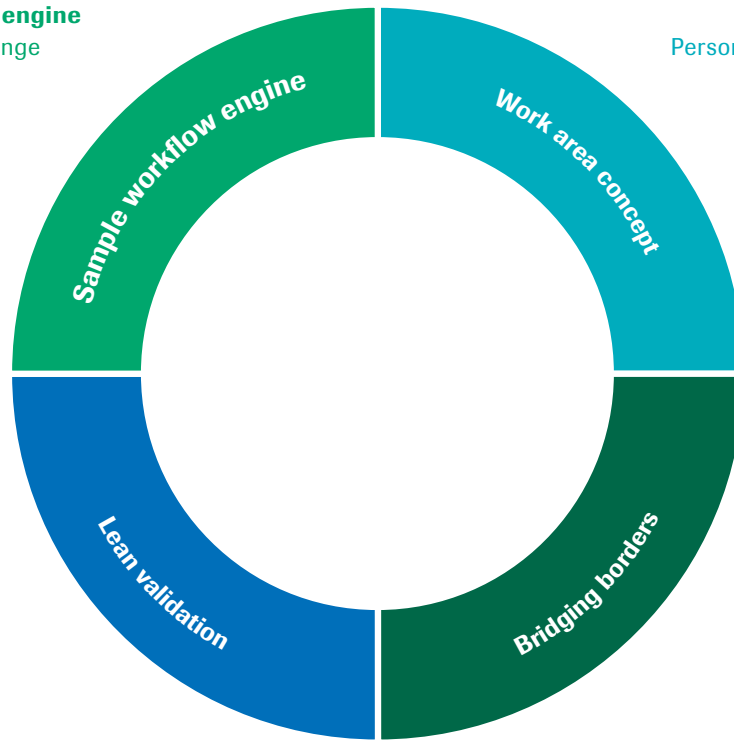 engine
nge
Person
Sample workflow engine
Work area concept
Lean validation
Bridging borders